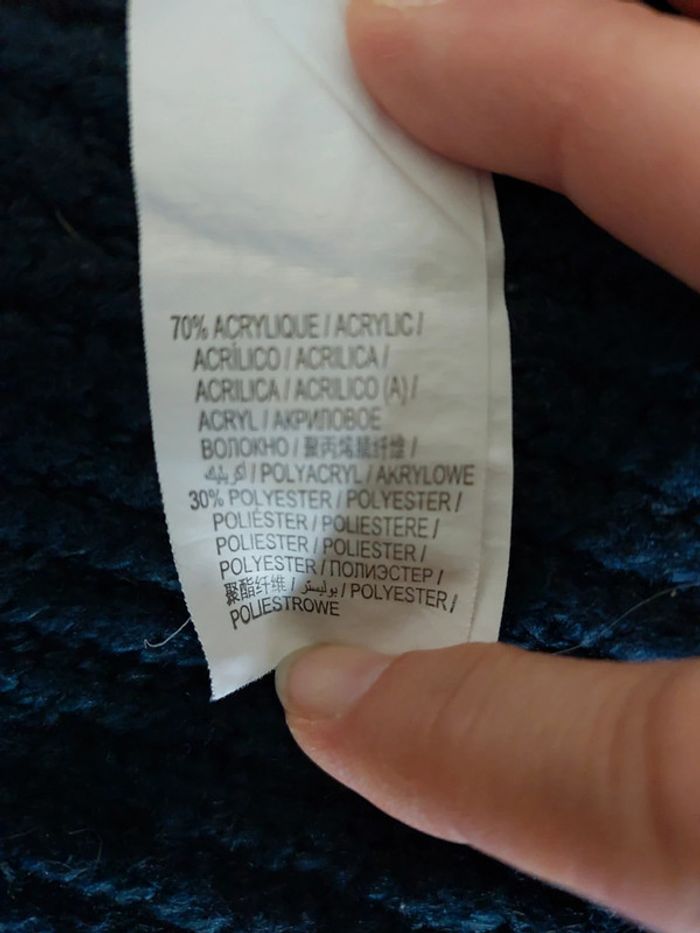 70% ACRYLIQUE / ACRYLIC /
ACRÍLICO / ACRILICA /
ACRILICA / ACRILICO (A) /
ACRYL / АКРИЛОВОЕ
ВОЛОКНО / 聚丙烯腈纤维 /
أكريليك / POLYACRYL / AKRYLOWE
30% POLYESTER / POLYESTER /
POLIÉSTER / POLIESTERE /
POLIESTER / POLIESTER /
POLYESTER / ПОЛИЭСТЕР /
聚酯纤维 / بوليستر / POLYESTER /
POLIESTROWE